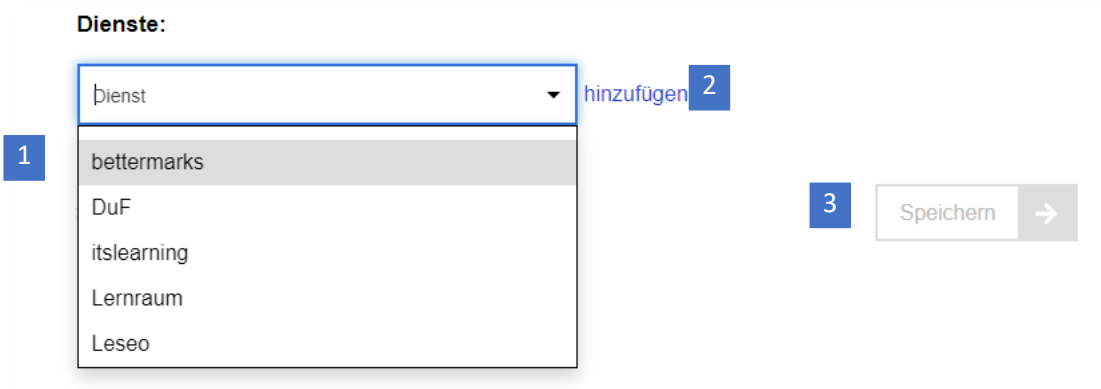 Dienste:
Dienst
hinzufügen 2
1
bettermarks
DuF
3
Speichern
itslearning
Lernraum
Leseo